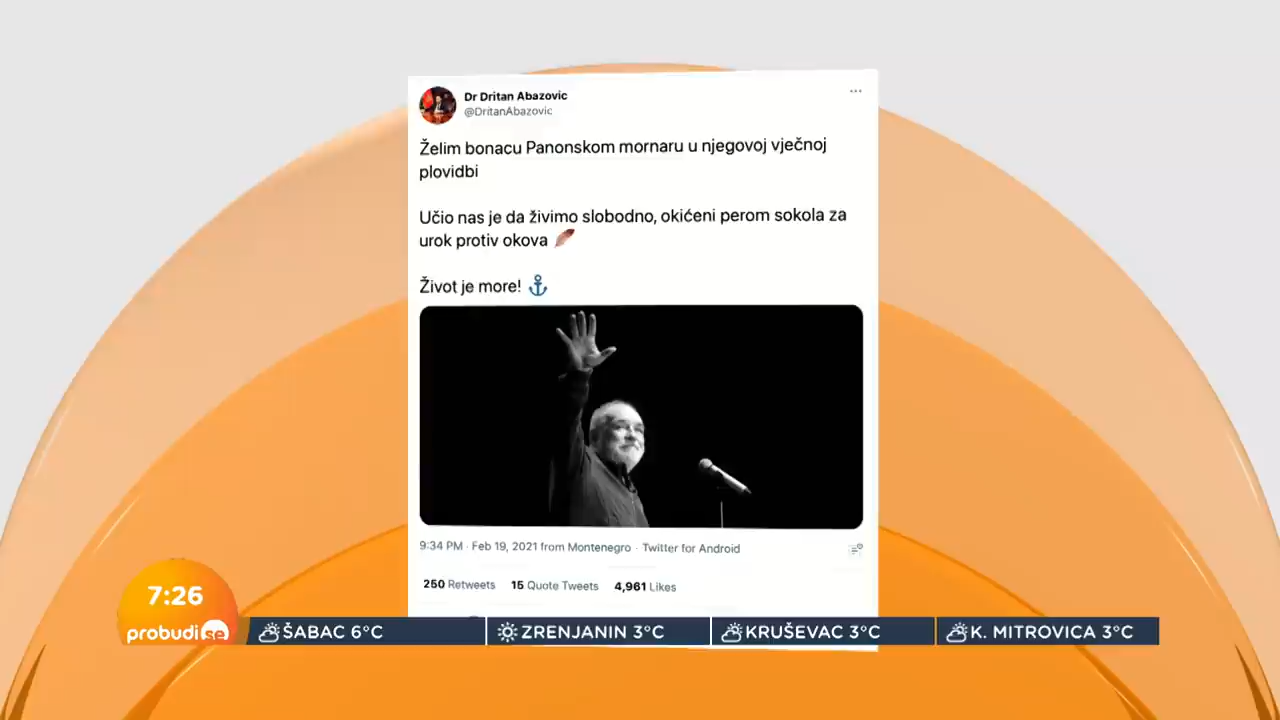 Dr Dritan Abazovic
@DritanAbazovic
Želim bonacu Panonskom mornaru u njegovoj vječnoj
plovidbi
Učio nas je da živimo slobodno, okićeni perom sokola za
urok protiv okova 🪶
Život je more! ⚓
9:34 PM · Feb 19, 2021 from Montenegro · Twitter for Android
250 Retweets 15 Quote Tweets 4,961 Likes
7:26
probudi se
ŠABAC 6°C ZRENJANIN 3°C KRUŠEVAC 3°C K. MITROVICA 3°C